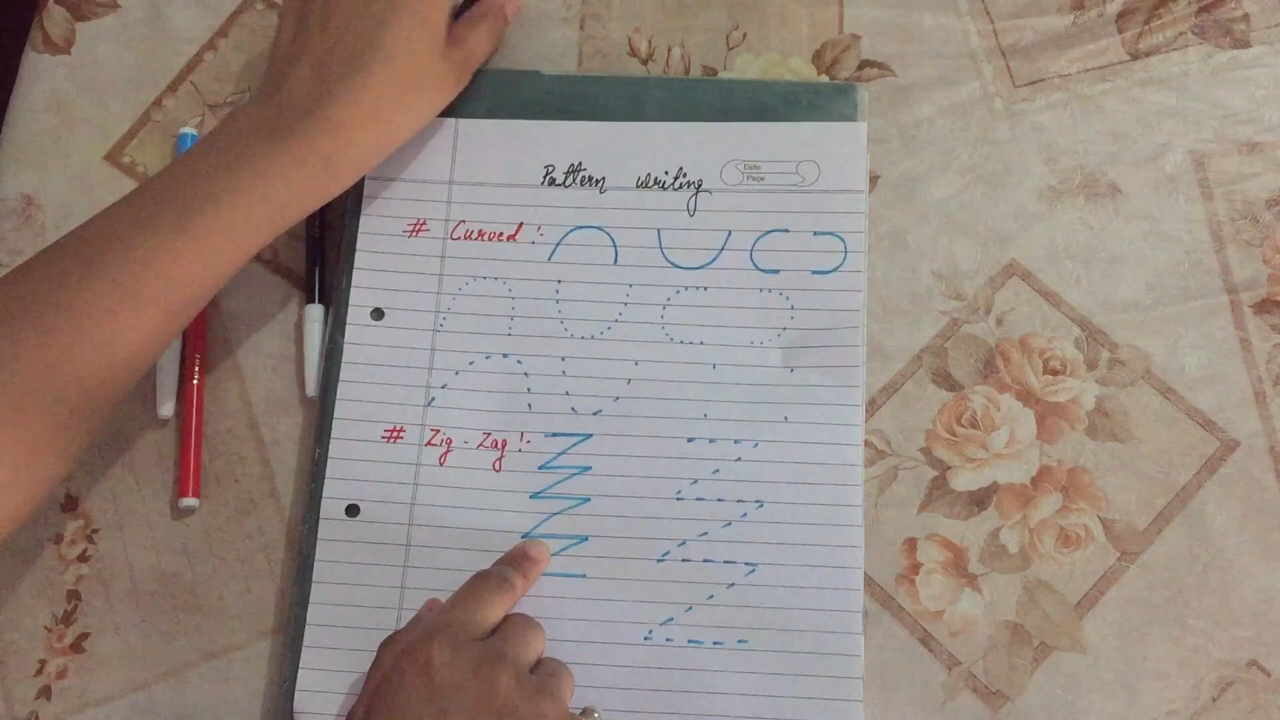 Pattern writing
Date
Page
# Curved :-
# Zig - Zag :-